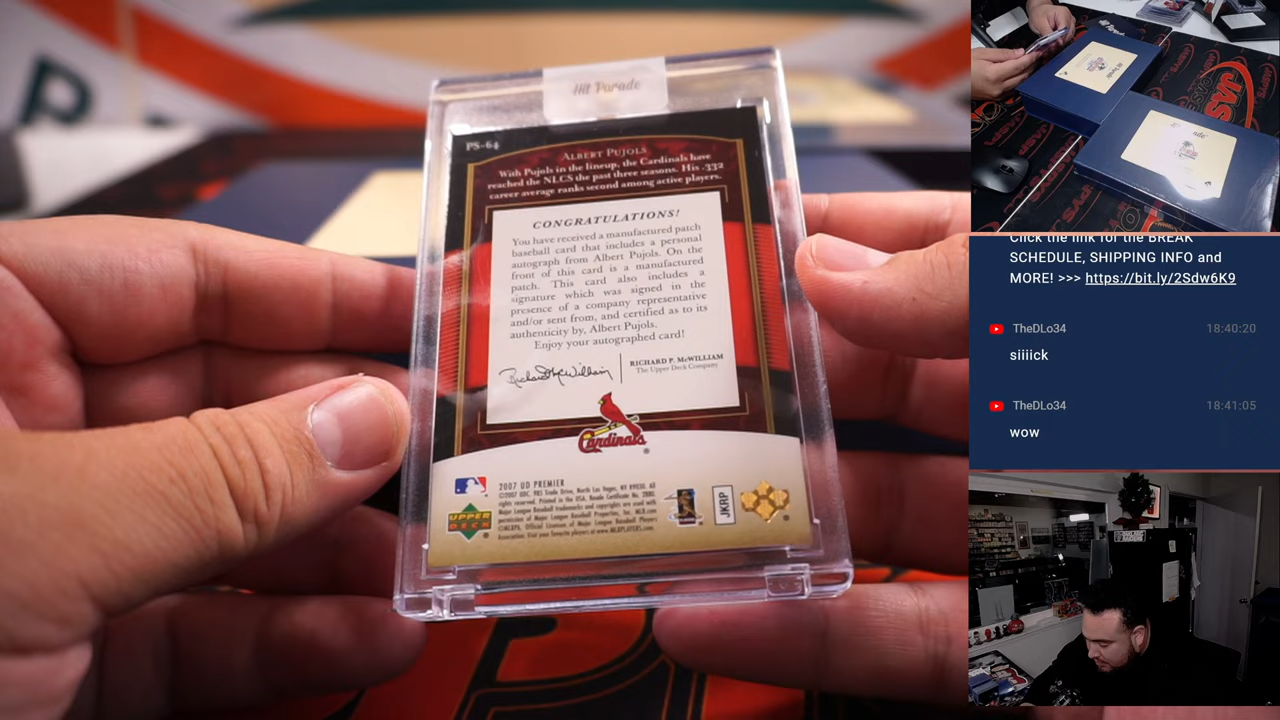 Hit Parade
PS-64
ALBERT PUJOLS
With Pujols in the lineup, the Cardinals have
reached the NLCS the past three seasons. His .332
career average ranks second among active players.
CONGRATULATIONS!
You have received a manufactured patch
baseball card that includes a personal
autograph from Albert Pujols. On the
front of this card is a manufactured
patch. This card also includes a
signature which was signed in the
presence of a company representative
and/or sent from, and certified as to its
authenticity by, Albert Pujols.
Enjoy your autographed card!
Richard P. McWilliam
RICHARD P. McWILLIAM
The Upper Deck Company
Cardinals
2007 UD PREMIER
UPPER
DECK
JKRP
Click the link for the BREAK
SCHEDULE, SHIPPING INFO and
MORE! >>> https://bit.ly/2Sdw6K9
TheDLo34 18:40:20
siiiick
TheDLo34 18:41:05
wow